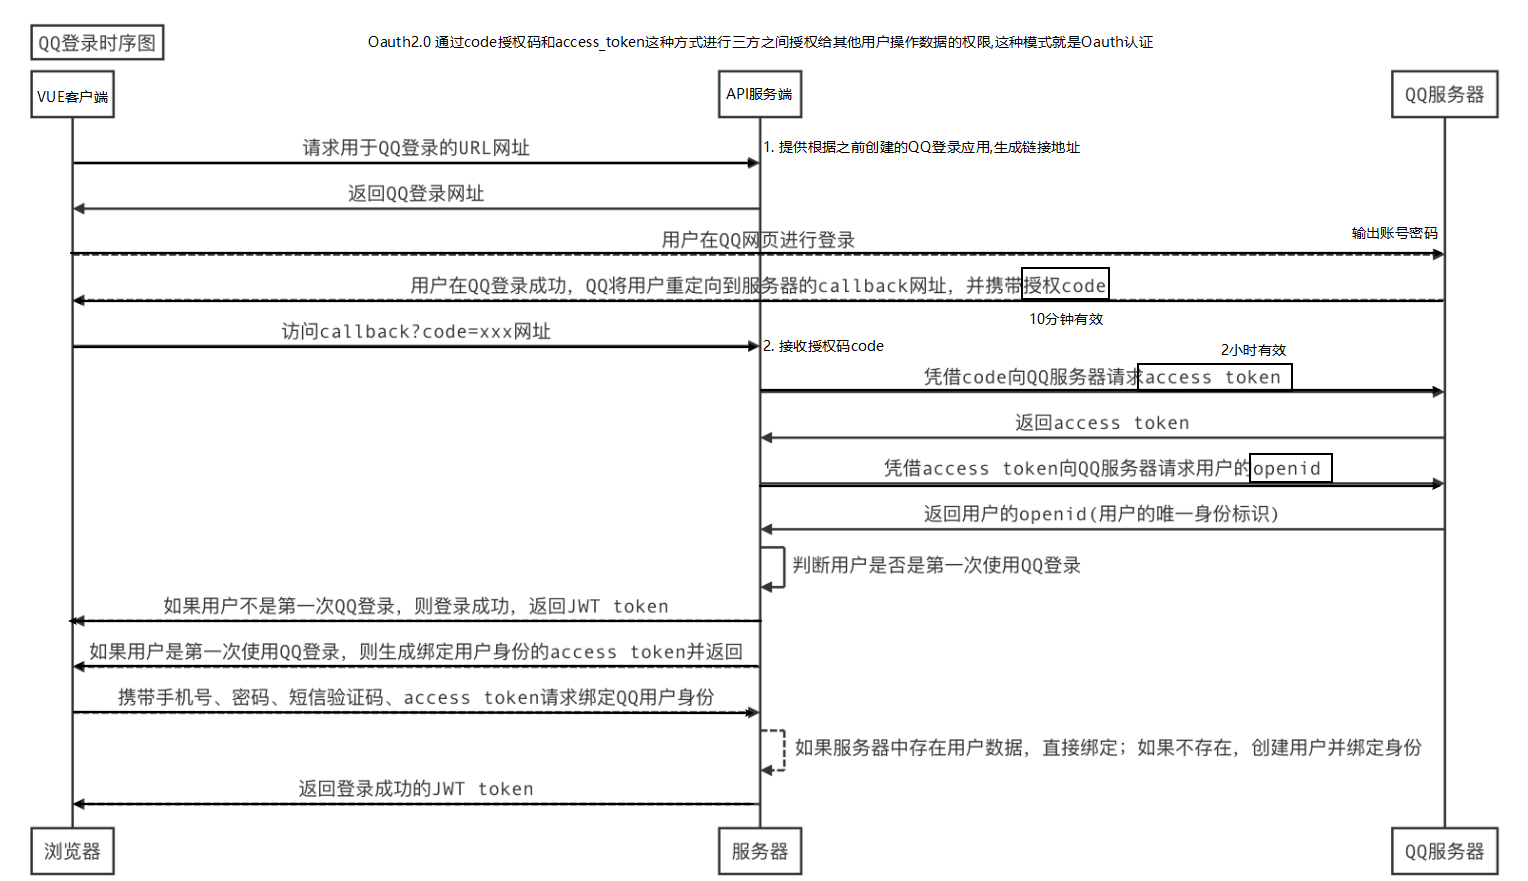 QQ登录时序图
Oauth2.0 通过code授权码和access_token这种方式进行三方之间授权给其他用户操作数据的权限,这种模式就是Oauth认证
VUE客户端
API服务端
QQ服务器
请求用于QQ登录的URL网址
1. 提供根据之前创建的QQ登录应用,生成链接地址
返回QQ登录网址
用户在QQ网页进行登录
输出账号密码
用户在QQ登录成功，QQ将用户重定向到服务器的callback网址，并携带授权code
10分钟有效
访问callback?code=xxx网址
2. 接收授权码code
2小时有效
凭借code向QQ服务器请求access token
返回access token
凭借access token向QQ服务器请求用户的openid
返回用户的openid(用户的唯一身份标识)
判断用户是否是第一次使用QQ登录
如果用户不是第一次QQ登录，则登录成功，返回JWT token
如果用户是第一次使用QQ登录，则生成绑定用户身份的access token并返回
携带手机号、密码、短信验证码、access token请求绑定QQ用户身份
如果服务器中存在用户数据，直接绑定；如果不存在，创建用户并绑定身份
返回登录成功的JWT token
浏览器
服务器
QQ服务器